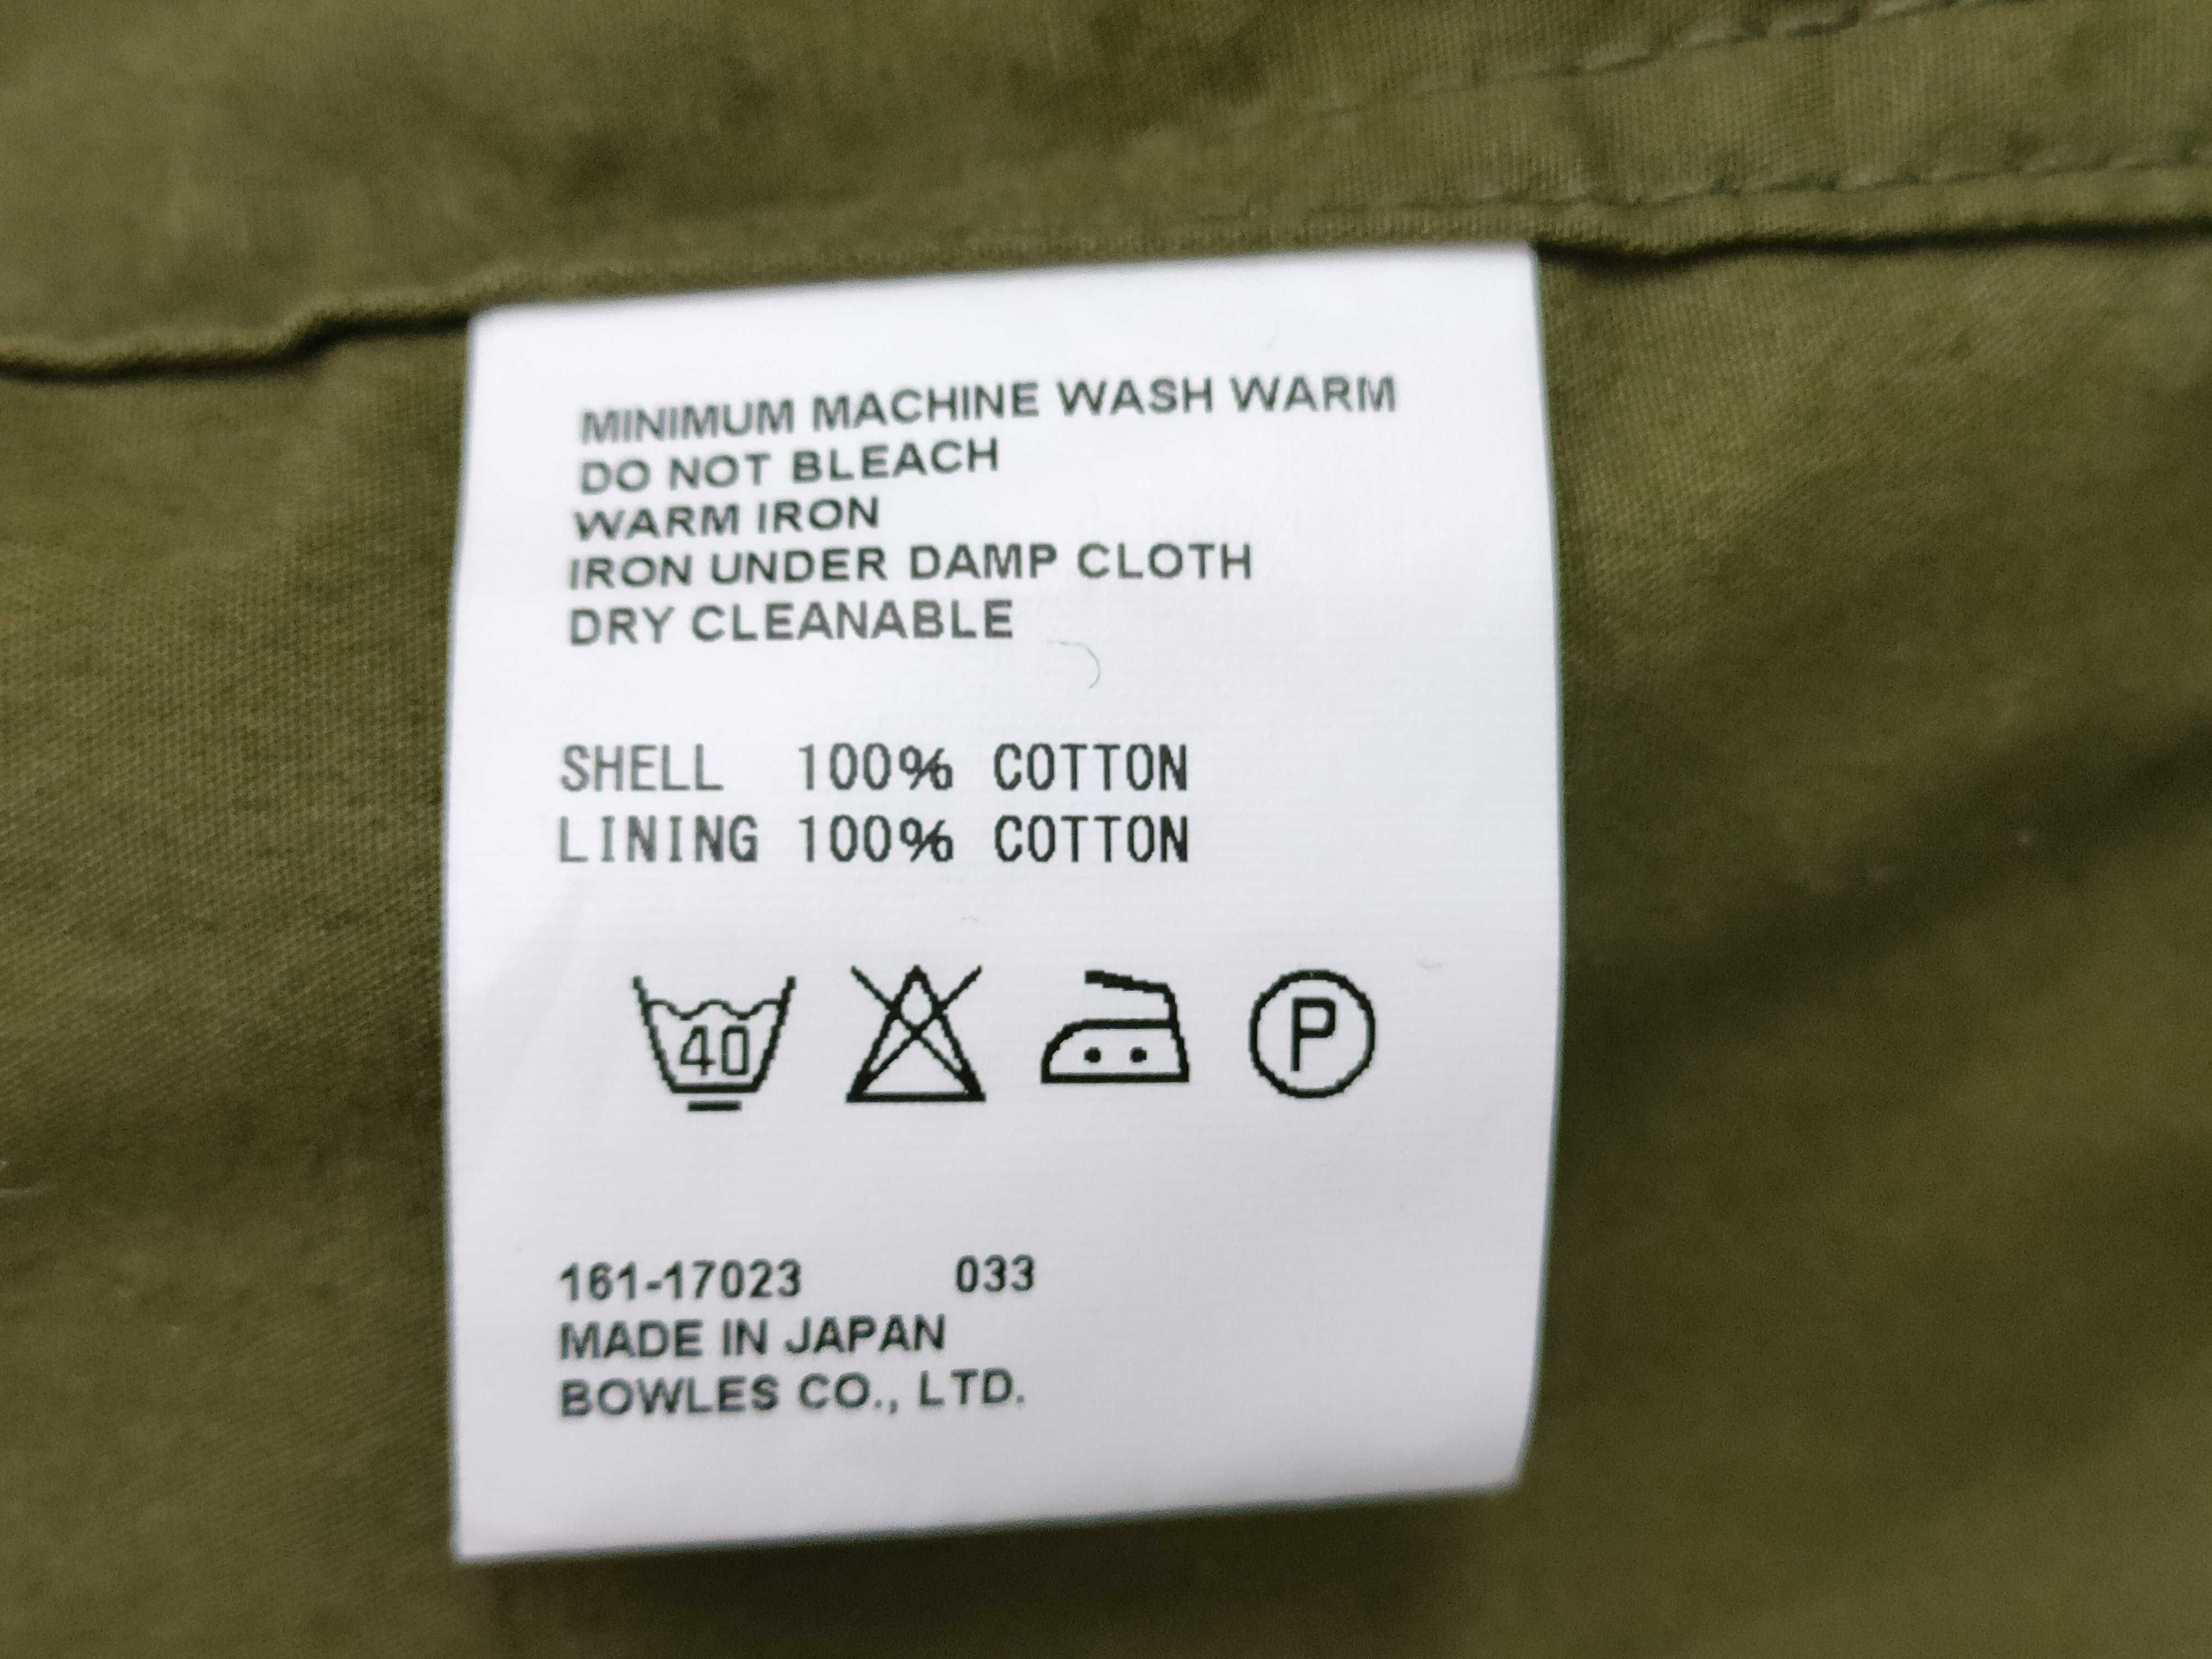 MINIMUM MACHINE WASH WARM
DO NOT BLEACH
WARM IRON
IRON UNDER DAMP CLOTH
DRY CLEANABLE
SHELL 100% COTTON
LINING 100% COTTON
40 P
161-17023 033
MADE IN JAPAN
BOWLES CO., LTD.